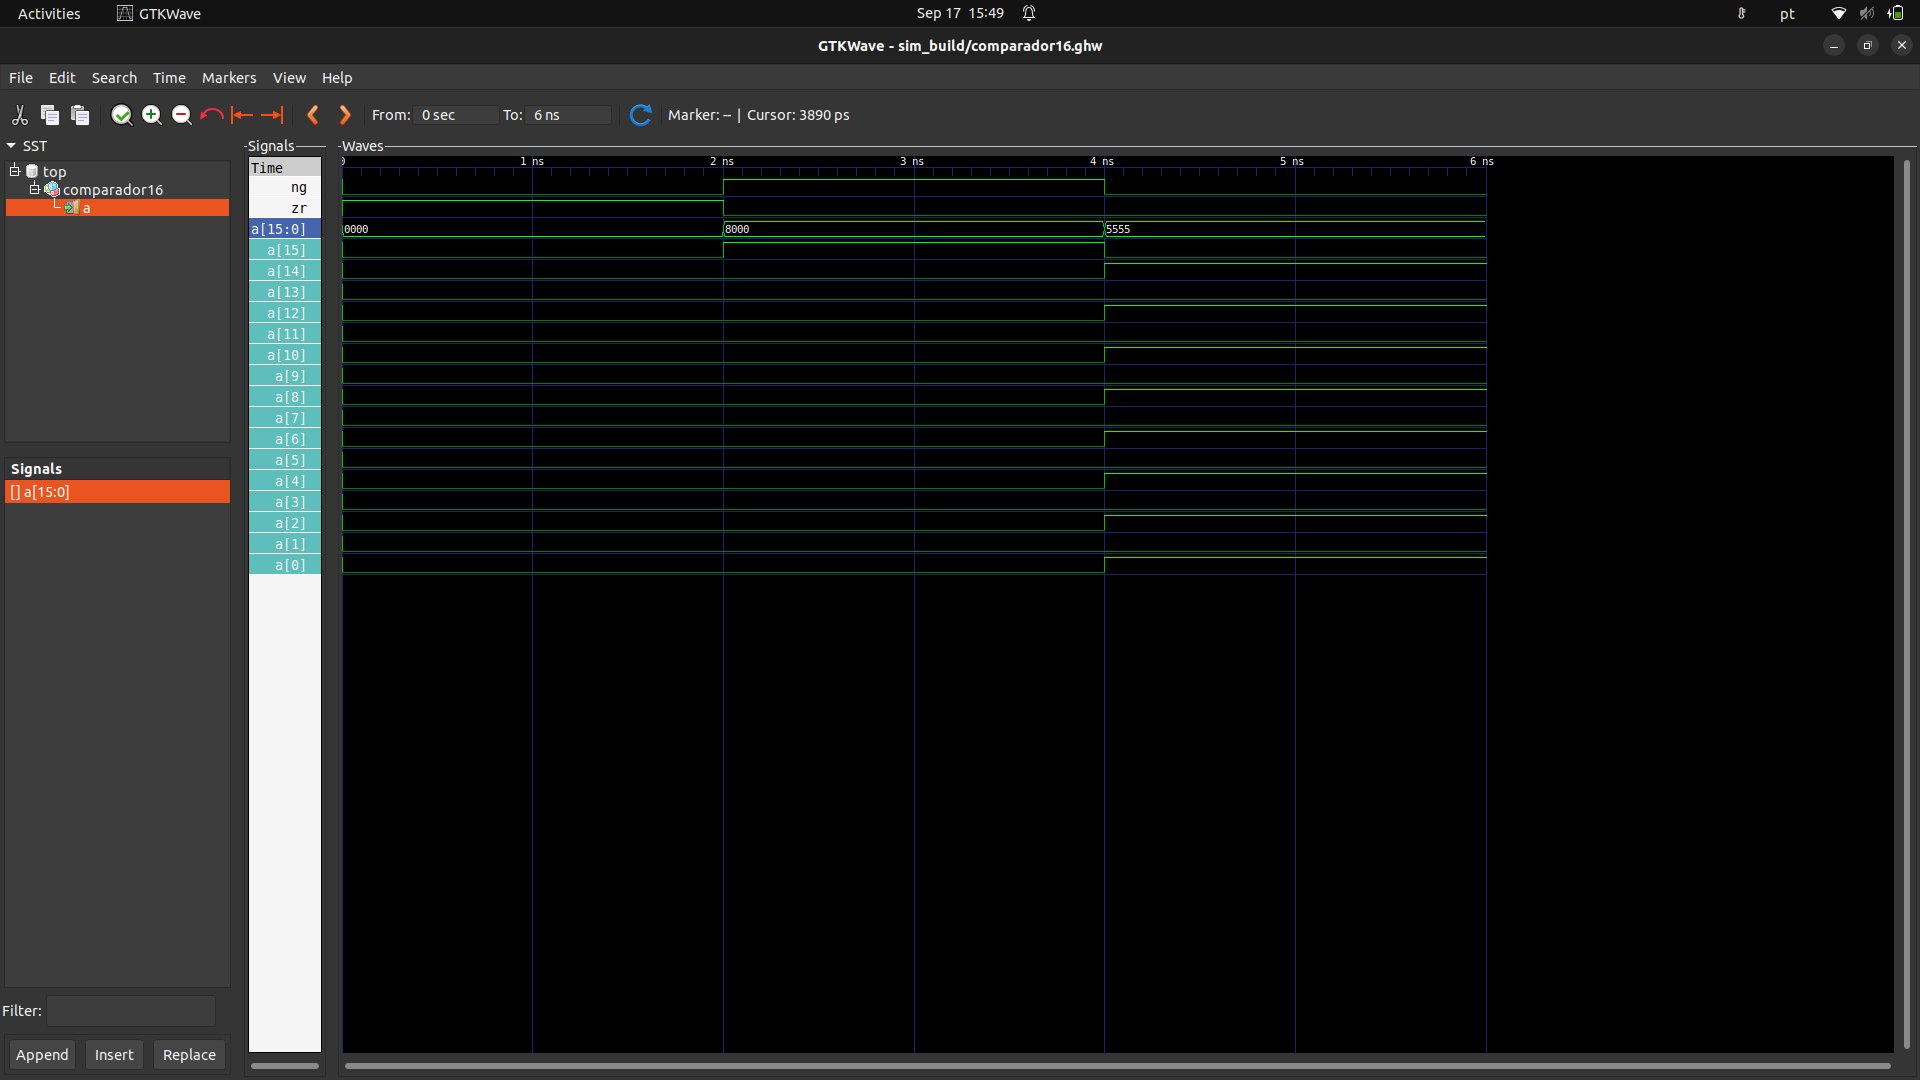 Activities GTKWave Sep 17 15:49 pt
GTKWave - sim_build/comparador16.ghw
File Edit Search Time Markers View Help
From: 0 sec To: 6 ns Marker: -- | Cursor: 3890 ps
SST
top
comparador16
a
Signals
[] a[15:0]
Filter:
Append Insert Replace
Signals
Time
ng
zr
a[15:0]
a[15]
a[14]
a[13]
a[12]
a[11]
a[10]
a[9]
a[8]
a[7]
a[6]
a[5]
a[4]
a[3]
a[2]
a[1]
a[0]
Waves
0 1 ns 2 ns 3 ns 4 ns 5 ns 6 ns
0000 8000 5555